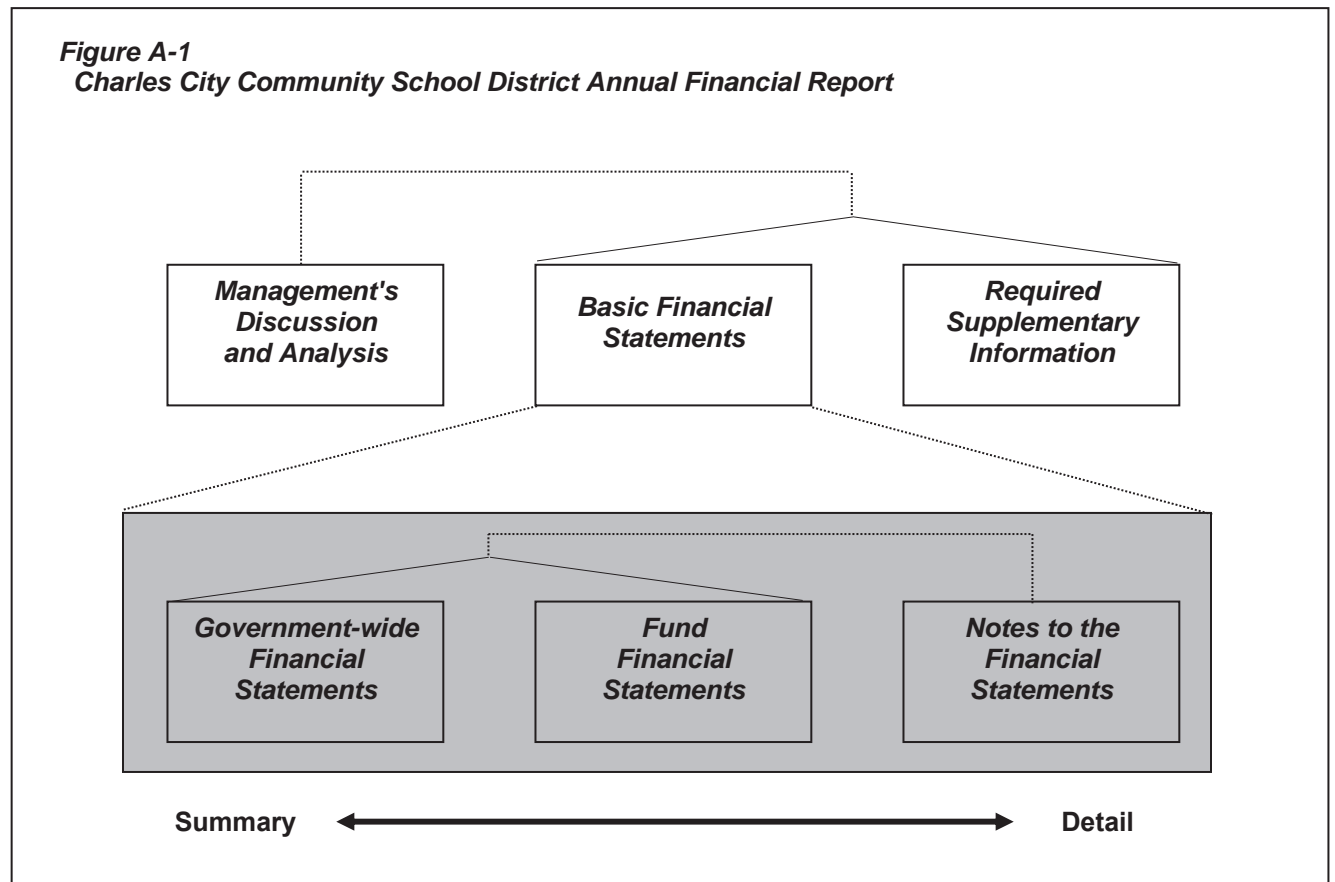 Figure A-1
Charles City Community School District Annual Financial Report
Management's
Discussion
and Analysis
Basic Financial
Statements
Required
Supplementary
Information
Government-wide
Financial
Statements
Fund
Financial
Statements
Notes to the
Financial
Statements
Summary
Detail